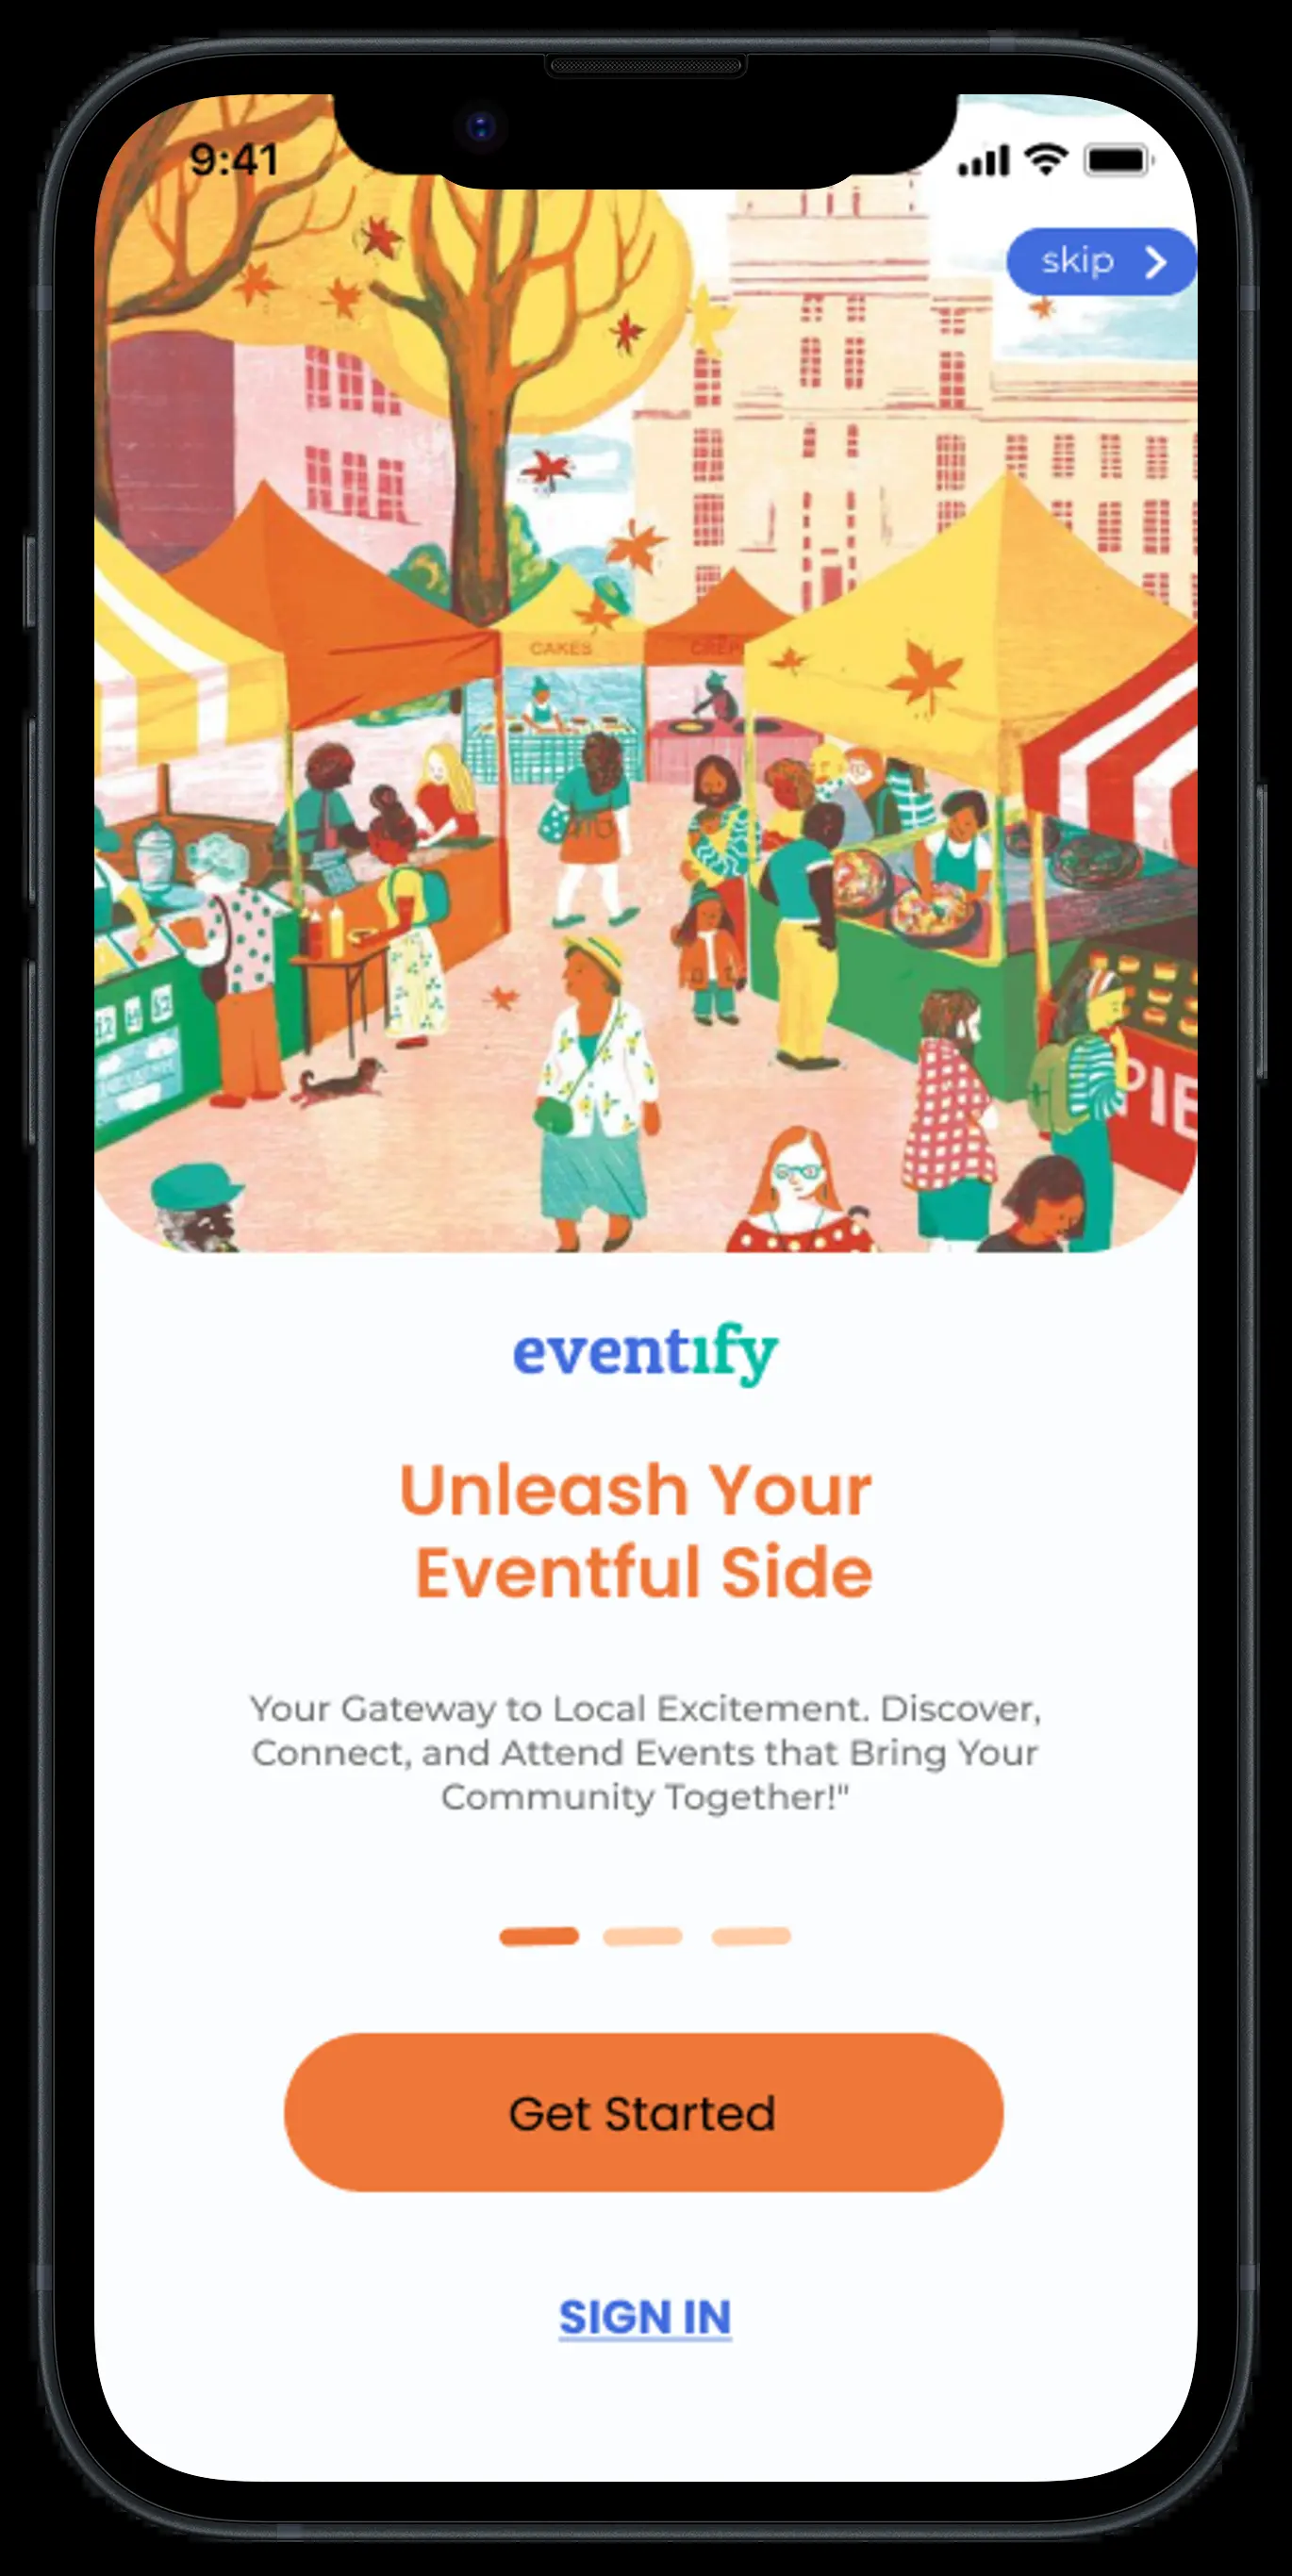 9:41
skip
CAKES
PIE
eventify
Unleash Your
Eventful Side
Your Gateway to Local Excitement. Discover,
Connect, and Attend Events that Bring Your
Community Together!"
Get Started
SIGN IN